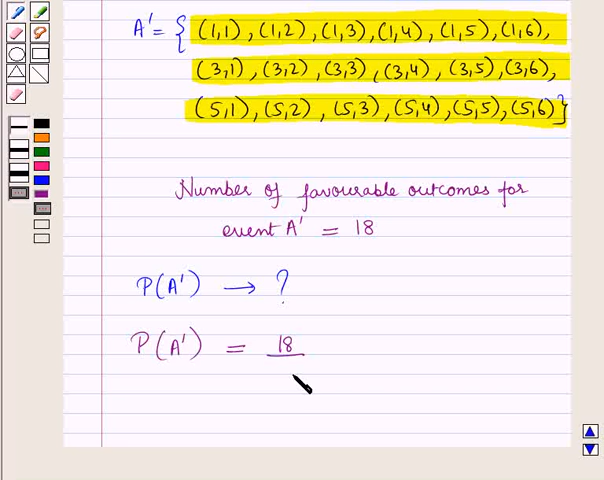 A' = { (1,1), (1,2), (1,3), (1,4), (1,5), (1,6),
(3,1), (3,2), (3,3), (3,4), (3,5), (3,6),
(5,1), (5,2), (5,3), (5,4), (5,5), (5,6) }
Number of favourable outcomes for
event A' = 18
P(A') → ?
P(A') = 18